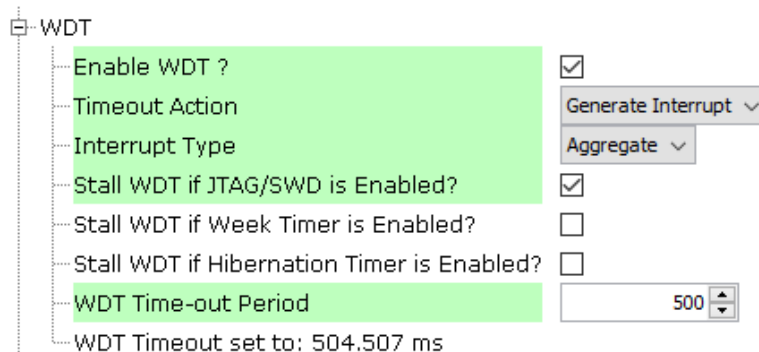 WDT
Enable WDT ?
Timeout Action Generate Interrupt
Interrupt Type Aggregate
Stall WDT if JTAG/SWD is Enabled?
Stall WDT if Week Timer is Enabled?
Stall WDT if Hibernation Timer is Enabled?
WDT Time-out Period 500
WDT Timeout set to: 504.507 ms